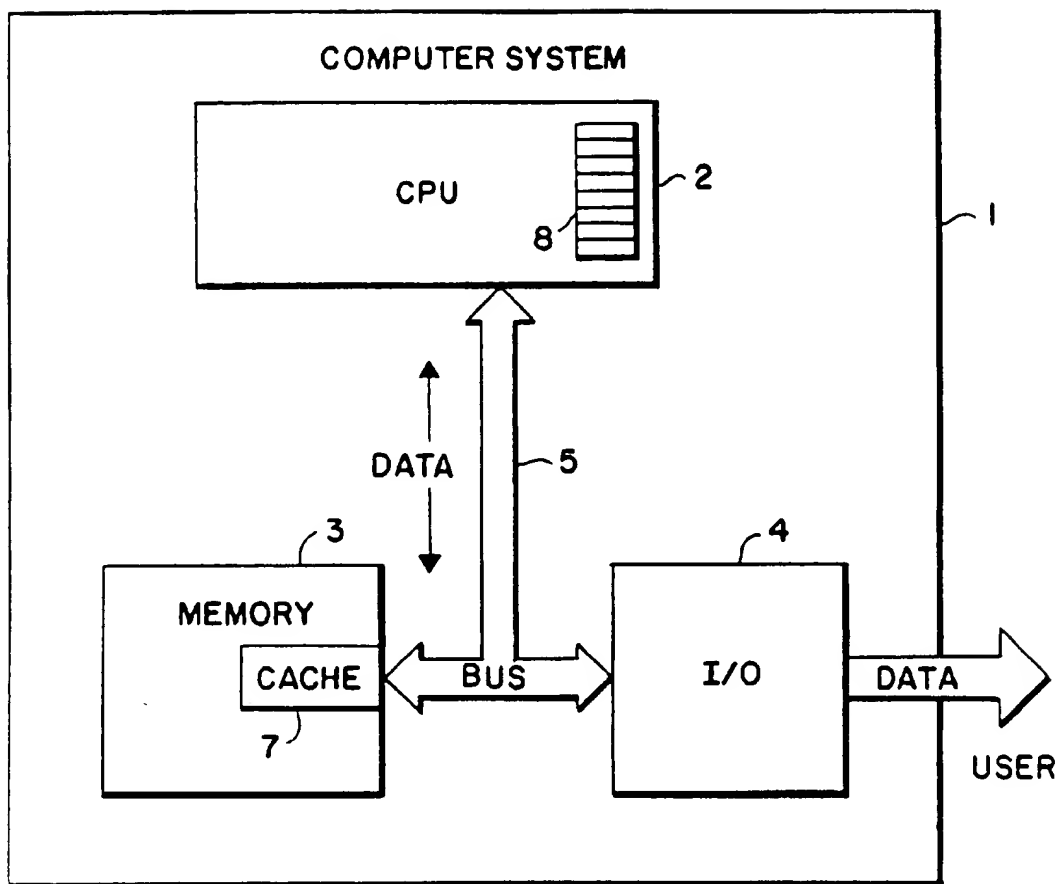 COMPUTER SYSTEM
CPU
2
8
1
DATA
5
3
4
MEMORY
CACHE
BUS
I/O
DATA
7
USER